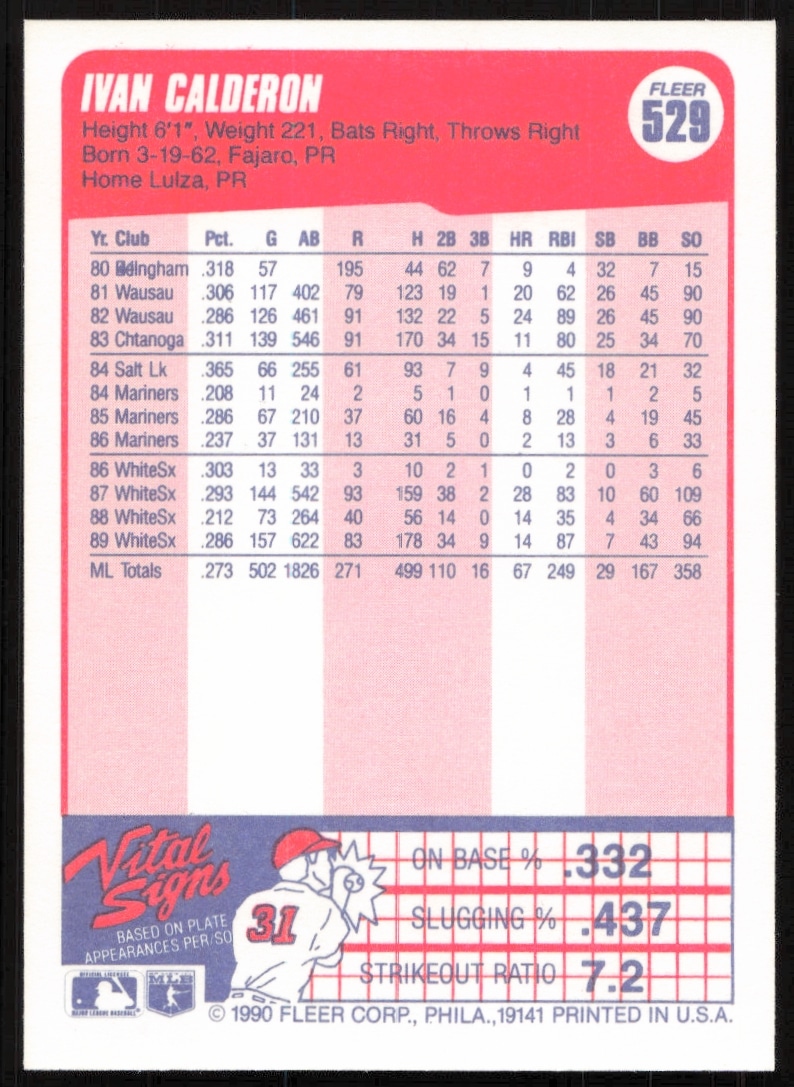 IVAN CALDERON
FLEER
529
Height 6'1", Weight 221, Bats Right, Throws Right
Born 3-19-62, Fajaro, PR
Home Lulza, PR
Yr. Club Pct. G AB R H 2B 3B HR RBI SB BB SO
80 .318 57 195 44 62 7 9 4 32 7 15
81 Wausau .306 117 402 79 123 19 1 20 62 26 45 90
82 Wausau .286 126 461 91 132 22 5 24 89 26 45 90
83 Chtanoga .311 139 546 91 170 34 15 11 80 25 34 70
84 Salt Lk .365 66 255 61 93 7 9 4 45 18 21 32
84 Mariners .208 11 24 2 5 1 0 1 1 1 2 5
85 Mariners .286 67 210 37 60 16 4 8 28 4 19 45
86 Mariners .237 37 131 13 31 5 0 2 13 3 6 33
86 WhiteSx .303 13 33 3 10 2 1 0 2 0 3 6
87 WhiteSx .293 144 542 93 159 38 2 28 83 10 60 109
88 WhiteSx .212 73 264 40 56 14 0 14 35 4 34 66
89 WhiteSx .286 157 622 83 178 34 9 14 87 7 43 94
ML Totals .273 502 1826 271 499 110 16 67 249 29 167 358
Vital
Signs
BASED ON PLATE
APPEARANCES PER/SO
31
ON BASE % .332
SLUGGING % .437
STRIKEOUT RATIO 7.2
OFFICIAL LICENSEE
MAJOR LEAGUE BASEBALL
© 1990 FLEER CORP., PHILA.,19141 PRINTED IN U.S.A.